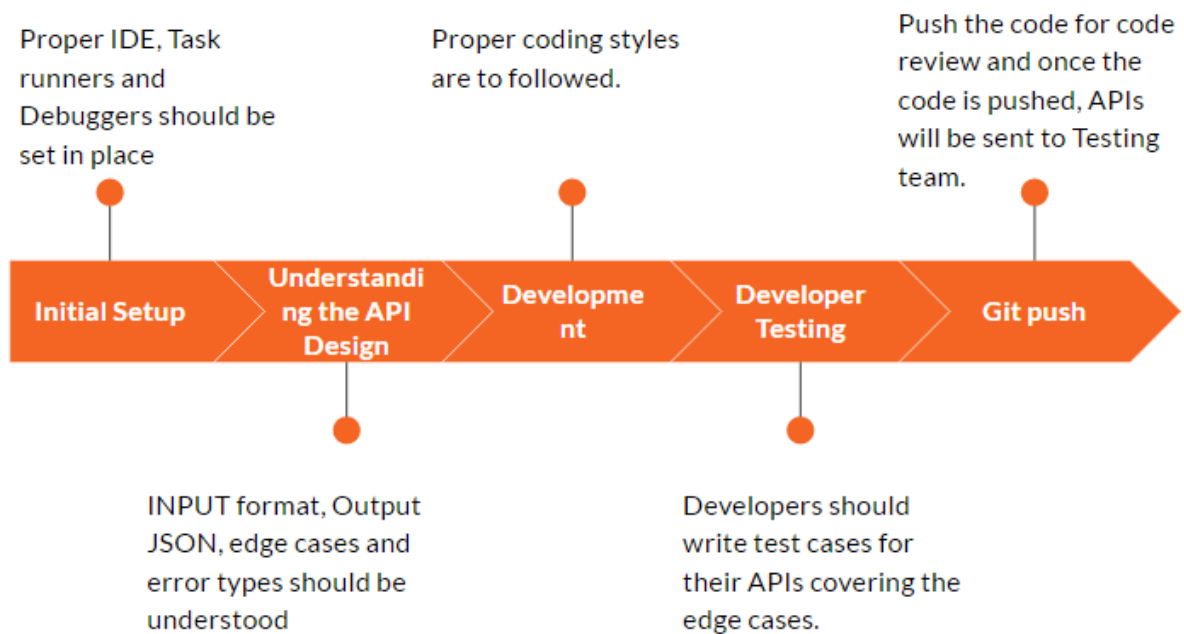 Proper IDE, Task
runners and
Debuggers should be
set in place
Proper coding styles
are to followed.
Push the code for code
review and once the
code is pushed, APIs
will be sent to Testing
team.
Initial Setup
Understandi
ng the API
Design
Developme
nt
Developer
Testing
Git push
INPUT format, Output
JSON, edge cases and
error types should be
understood
Developers should
write test cases for
their APIs covering the
edge cases.